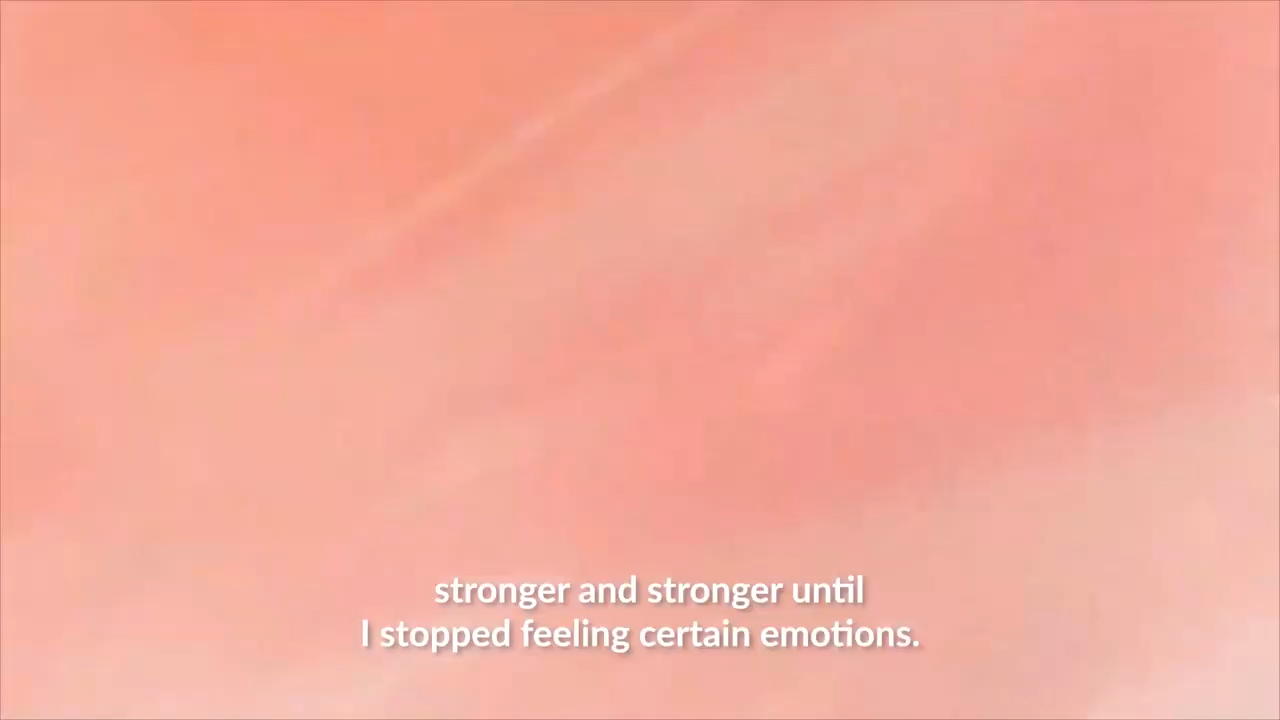 stronger and stronger until
I stopped feeling certain emotions.